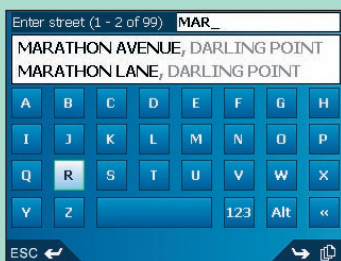 Enter street (1 - 2 of 99) MAR_
MARATHON AVENUE, DARLING POINT
MARATHON LANE, DARLING POINT
A B C D E F G H
I J K L M N O P
Q R S T U V W X
Y Z 123 Alt «
ESC